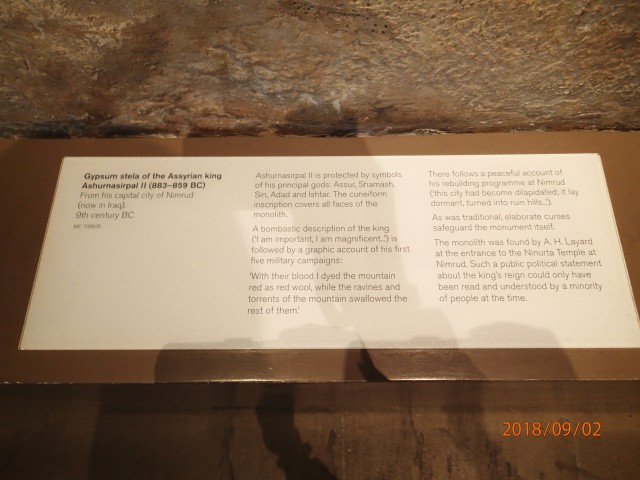 Gypsum stela of the Assyrian king
Ashurnasirpal II (883–859 BC)
From his capital city of Nimrud
(now in Iraq),
9th century BC
Ashurnasirpal II is protected by symbols
of his principal gods: Assur, Shamash,
Sin, Adad and Ishtar. The cuneiform
inscription covers all faces of the
monolith.
A bombastic description of the king
('I am important, I am magnificent..') is
followed by a graphic account of his first
five military campaigns:
'With their blood I dyed the mountain
red as red wool, while the ravines and
torrents of the mountain swallowed the
rest of them.'
There follows a peaceful account of
his rebuilding programme at Nimrud
('this city had become dilapidated; it lay
dormant, turned into ruin hills..').
As was traditional, elaborate curses
safeguard the monument itself.
The monolith was found by A. H. Layard
at the entrance to the Ninurta Temple at
Nimrud. Such a public political statement
about the king's reign could only have
been read and understood by a minority
of people at the time.
2018/09/02